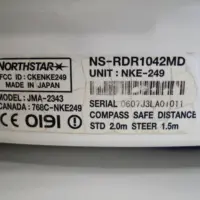 NORTHSTAR
NS-RDR1042MD
FCC ID : CKENKE249
UNIT : NKE-249
MADE IN JAPAN
MODEL: JMA-2343
CANADA: 768C-NKE249
SERIAL
CE 0191 !
COMPASS SAFE DISTANCE
STD 2.0m STEER 1.5m